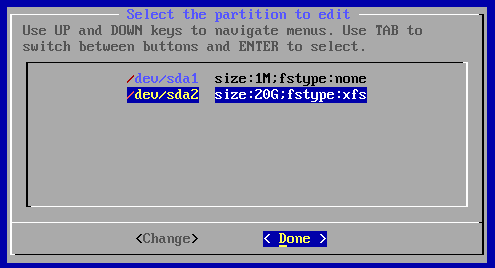 Select the partition to edit
Use UP and DOWN keys to navigate menus. Use TAB to
switch between buttons and ENTER to select.
/dev/sda1 size:1M;fstype:none
/dev/sda2 size:20G;fstype:xfs
<Change> < Done >